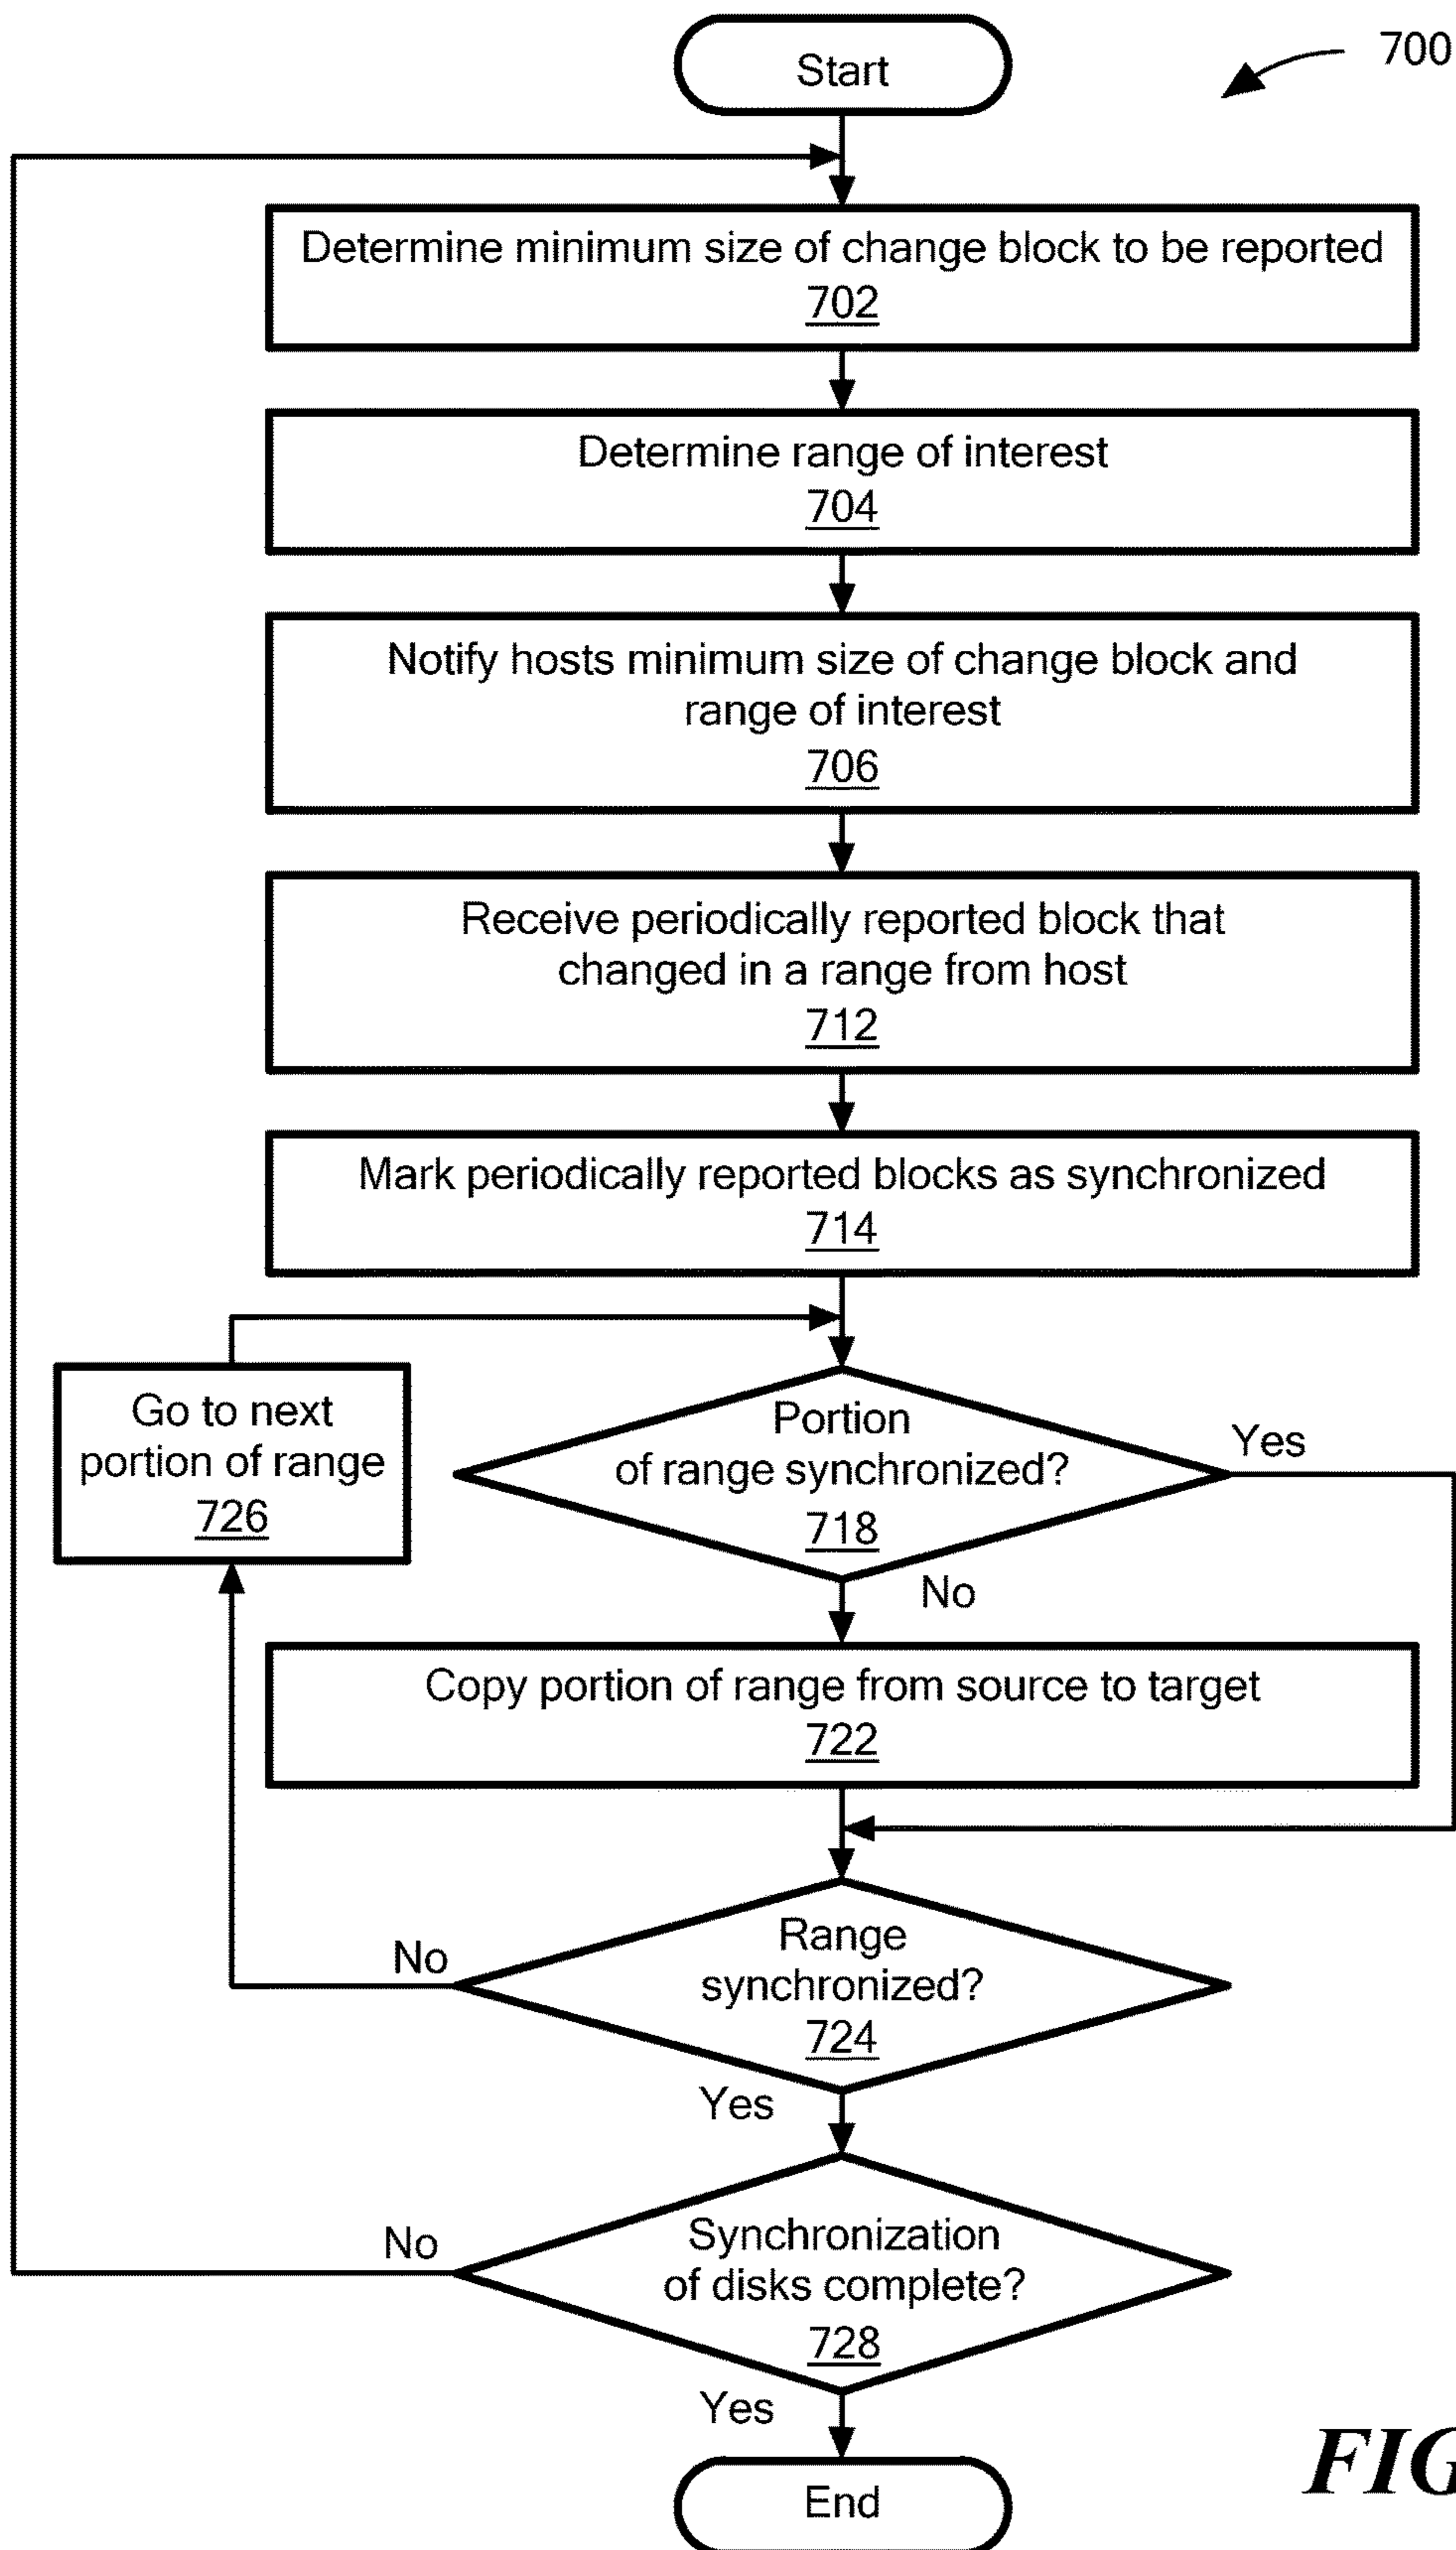 Start
700
Determine minimum size of change block to be reported
702
Determine range of interest
704
Notify hosts minimum size of change block and
range of interest
706
Receive periodically reported block that
changed in a range from host
712
Mark periodically reported blocks as synchronized
714
Go to next
portion of range
726
Portion
of range synchronized?
718
Yes
No
Copy portion of range from source to target
722
No
Range
synchronized?
724
Yes
No
Synchronization
of disks complete?
728
Yes
End
FIG